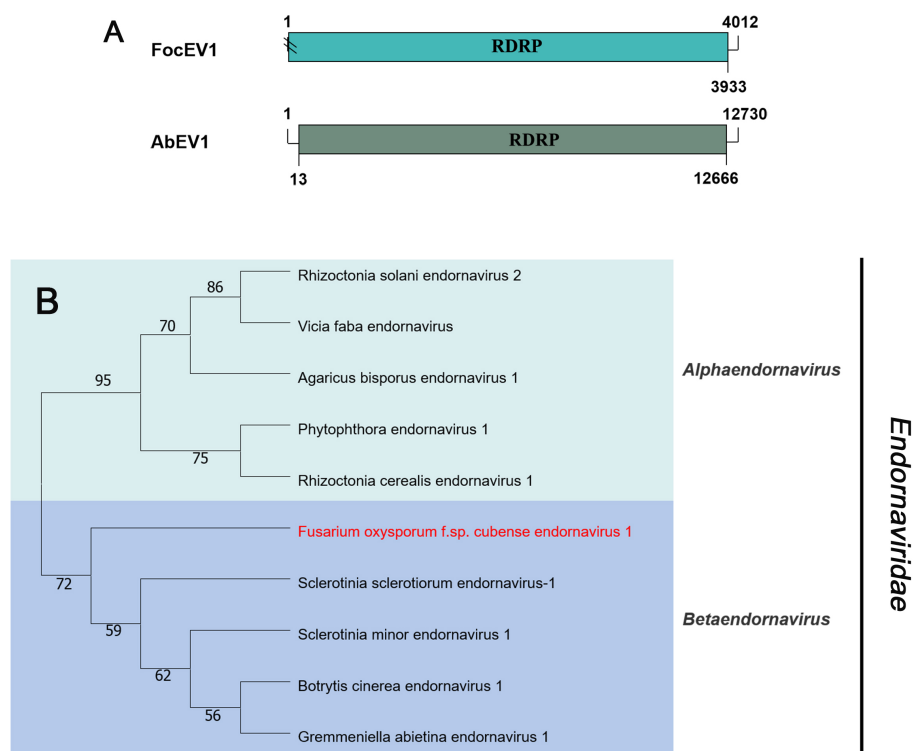 A
1
4012
FocEV1
RDRP
3933
1
12730
AbEV1
RDRP
13
12666
B
Rhizoctonia solani endornavirus 2
86
Vicia faba endornavirus
70
Agaricus bisporus endornavirus 1
Alphaendornavirus
95
Phytophthora endornavirus 1
75
Rhizoctonia cerealis endornavirus 1
Endornaviridae
Fusarium oxysporum f.sp. cubense endornavirus 1
72
Sclerotinia sclerotiorum endornavirus-1
59
Sclerotinia minor endornavirus 1
Betaendornavirus
62
Botrytis cinerea endornavirus 1
56
Gremmeniella abietina endornavirus 1